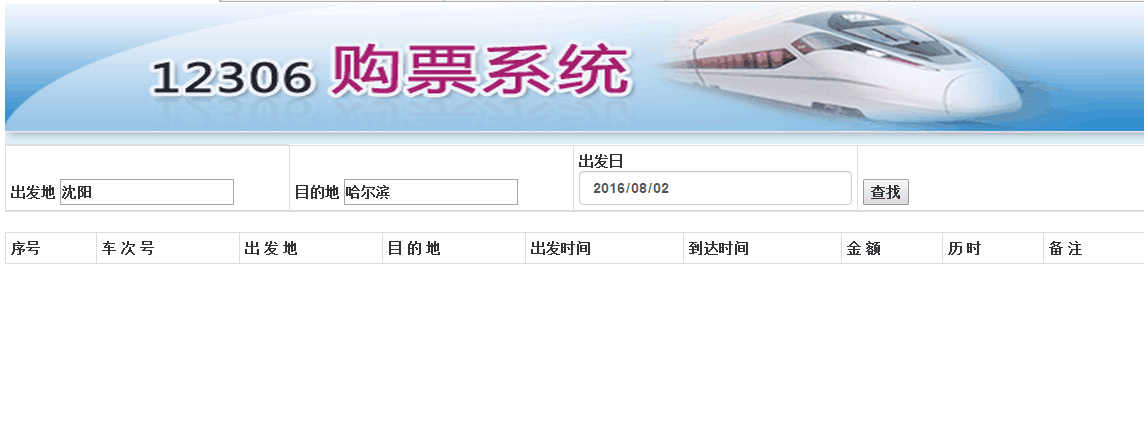 12306 购票系统
出发日
出发地 沈阳 目的地 哈尔滨 2016/08/02 查找
序号 车 次 号 出 发 地 目 的 地 出发时间 到达时间 金 额 历 时 备 注